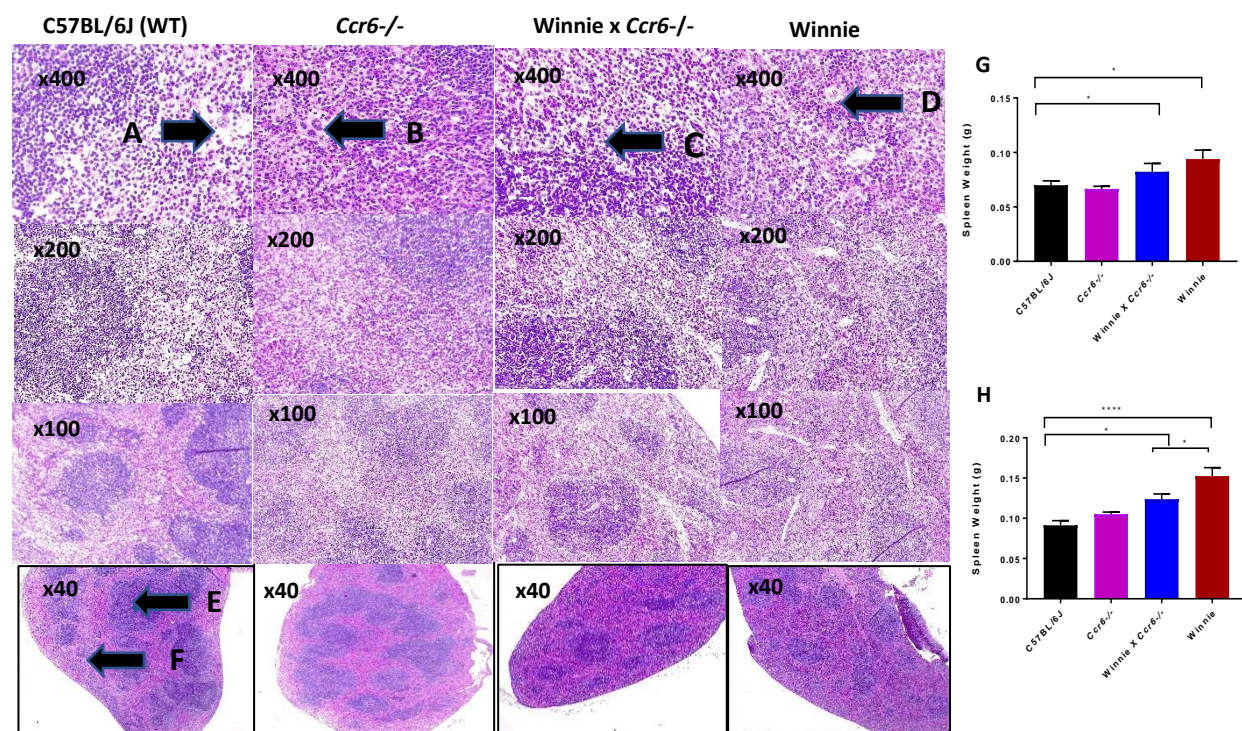 C57BL/6J (WT)
Ccr6-/-
Winnie x Ccr6-/-
Winnie
x400
x400
x400
x400
A
B
C
D
x200
x200
x200
x200
x100
x100
x100
x100
x40
x40
x40
x40
E
F
G
*
*
0.15
0.10
0.05
0.00
Spleen Weight (g)
C57BL/6J
Ccr6-/-
Winnie X Ccr6-/-
Winnie
H
****
*
*
0.20
0.15
0.10
0.05
0.00
Spleen Weight (g)
C57BL/6J
Ccr6-/-
Winnie X Ccr6-/-
Winnie